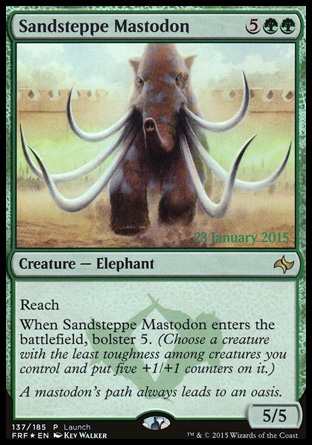 Sandsteppe Mastodon 5
23 January 2015
Creature — Elephant
Reach
When Sandsteppe Mastodon enters the
battlefield, bolster 5. (Choose a creature
with the least toughness among creatures you
control and put five +1/+1 counters on it.)
A mastodon's path always leads to an oasis.
5/5
137/185 P Launch
FRF • EN Key Walker
™ & © 2015 Wizards of the Coast